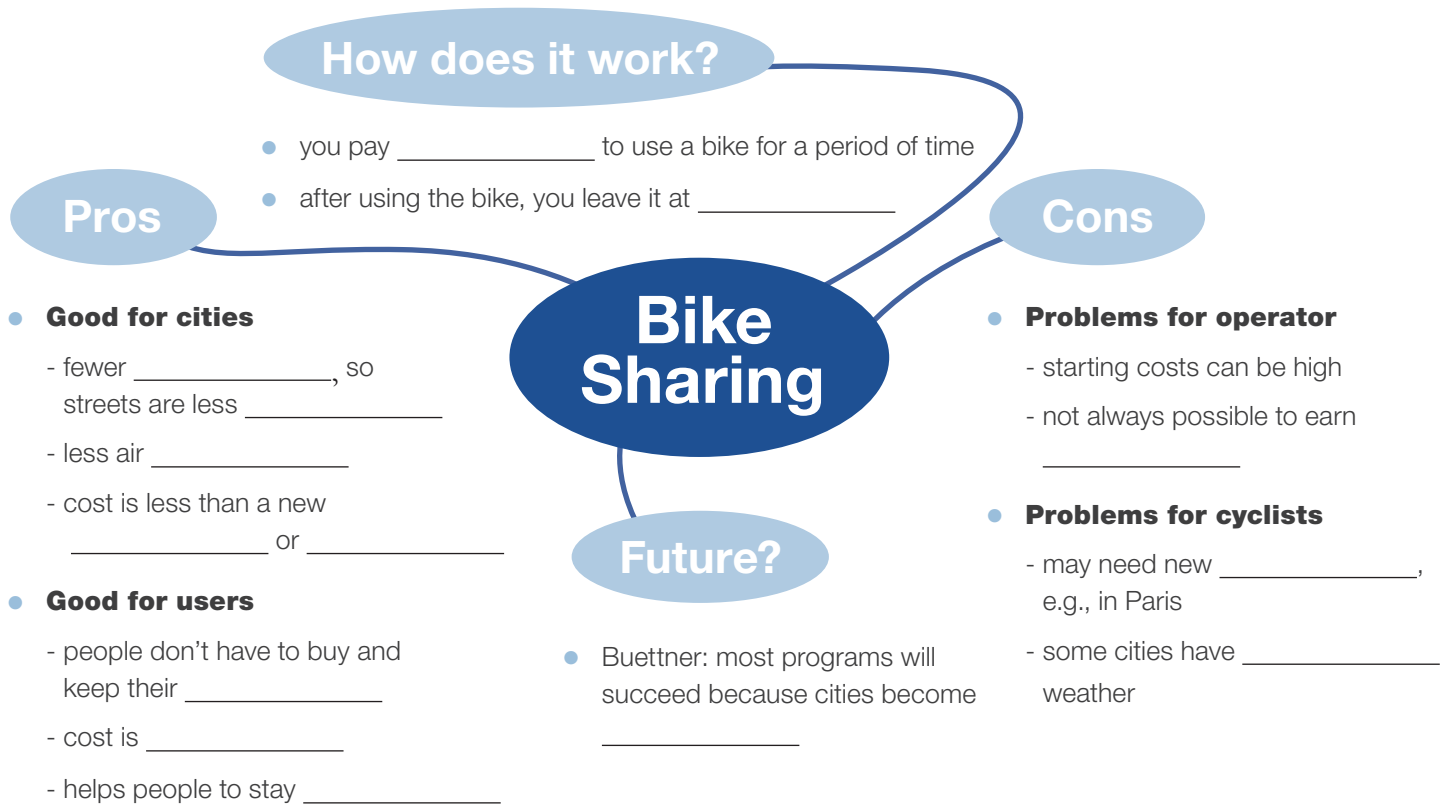 How does it work?
you pay ______________ to use a bike for a period of time
after using the bike, you leave it at ______________
Pros
Good for cities
- fewer ______________, so
streets are less ______________
- less air ______________
- cost is less than a new
______________ or ______________
Good for users
- people don't have to buy and
keep their ______________
- cost is ______________
- helps people to stay ______________
Bike
Sharing
Future?
Buettner: most programs will
succeed because cities become
______________
Cons
Problems for operator
- starting costs can be high
- not always possible to earn
______________
Problems for cyclists
- may need new ______________,
e.g., in Paris
- some cities have ______________
weather